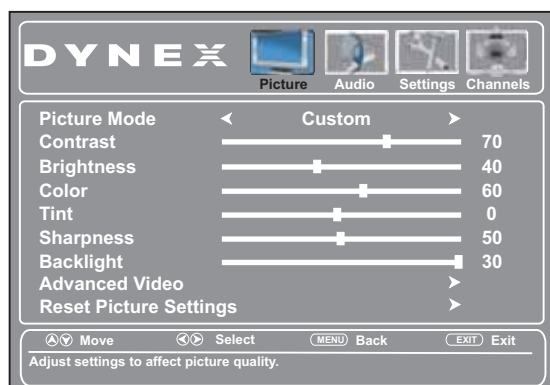 DYNEX
Picture Audio Settings Channels
Picture Mode Custom
Contrast 70
Brightness 40
Color 60
Tint 0
Sharpness 50
Backlight 30
Advanced Video
Reset Picture Settings
Move Select MENU Back EXIT Exit
Adjust settings to affect picture quality.